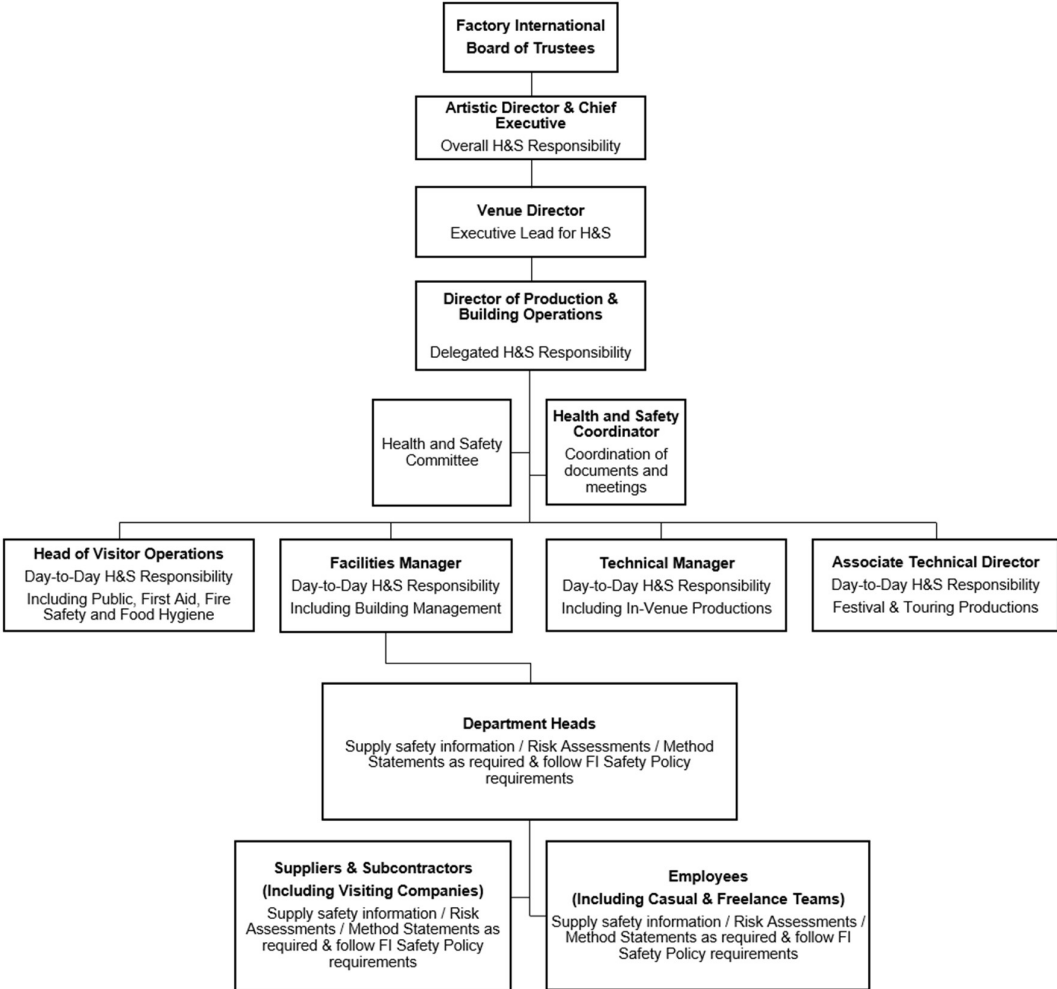 Factory International
Board of Trustees
Artistic Director & Chief
Executive
Overall H&S Responsibility
Venue Director
Executive Lead for H&S
Director of Production &
Building Operations
Delegated H&S Responsibility
Health and Safety
Committee
Health and Safety
Coordinator
Coordination of
documents and
meetings
Head of Visitor Operations
Day-to-Day H&S Responsibility
Including Public, First Aid, Fire
Safety and Food Hygiene
Facilities Manager
Day-to-Day H&S Responsibility
Including Building Management
Technical Manager
Day-to-Day H&S Responsibility
Including In-Venue Productions
Associate Technical Director
Day-to-Day H&S Responsibility
Festival & Touring Productions
Department Heads
Supply safety information / Risk Assessments / Method
Statements as required & follow FI Safety Policy
requirements
Suppliers & Subcontractors
(Including Visiting Companies)
Supply safety information / Risk
Assessments / Method Statements as
required & follow FI Safety Policy
requirements
Employees
(Including Casual & Freelance Teams)
Supply safety information / Risk Assessments /
Method Statements as required & follow FI
Safety Policy requirements